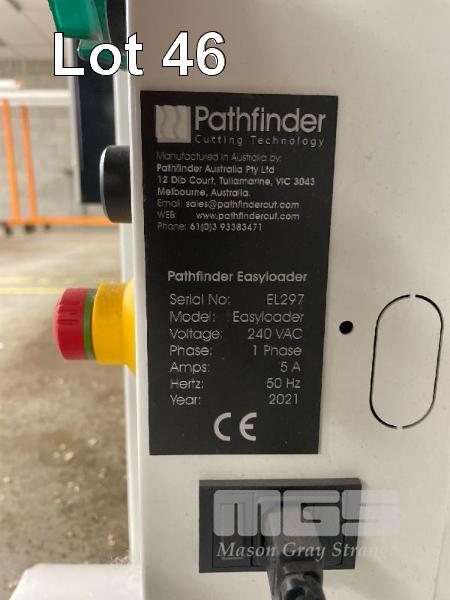 Lot 46
Pathfinder
Cutting Technology
Manufactured in Australia by:
Pathfinder Australia Pty Ltd
12 Dib Court, Tullamarine, VIC 3043
Melbourne, Australia.
Email: sales@pathfindercut.com
WEB: www.pathfindercut.com
Phone: 61(0)3 93383471
Pathfinder Easyloader
Serial No: EL297
Model: Easyloader
Voltage: 240 VAC
Phase: 1 Phase
Amps: 5 A
Hertz: 50 Hz
Year: 2021
CE
MGS
Mason Gray Strange